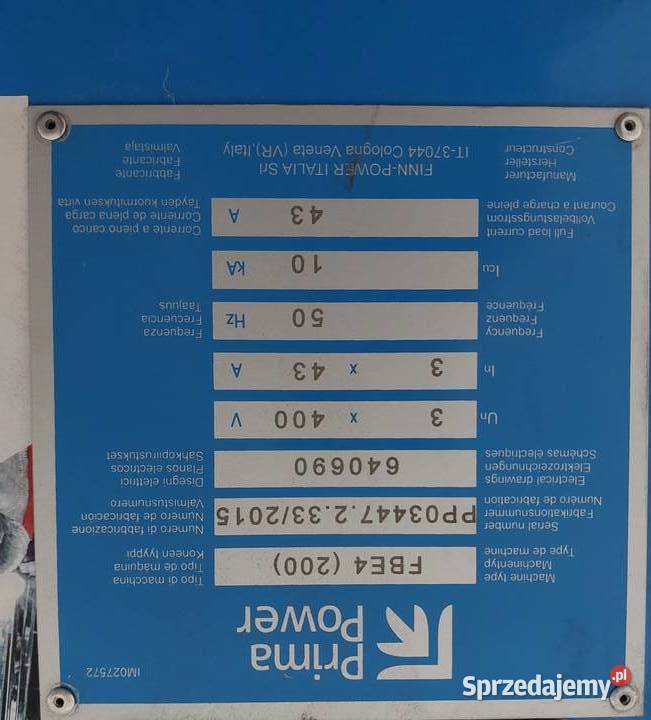 IM027572
Prima
Power
Machine type
Machinentyp
Type de machine
FBE4 (200)
Tipo di macchina
Tipo de máquina
Koneen tyyppi
Serial number
Fabrikationsnummer
Numéro de fabrication
PP03447.2.33/2015
Numero di fabbricazione
Numéro de fabricación
Valmistusnumero
Electrical drawings
Elektrozeichnungen
Schémas électriques
640690
Disegni elettrici
Planos eléctricos
Sähköpiirustukset
Un
3 x 400 V
In
3 x 43 A
Frequency
Frequenz
Fréquence
50 Hz
Frequenza
Frecuencia
Taajuus
Icu
10 kA
Full load current
Vollbelastungsstrom
Courant a charge pleine
43 A
Corrente a pieno carico
Corriente de plena carga
Täyden kuormituksen virta
Manufacturer
Hersteller
Constructeur
FINN-POWER ITALIA Srl
IT-37044 Cologna Veneta (VR), Italy
Fabbricante
Fabricante
Valmistaja
Sprzedajemy.pl